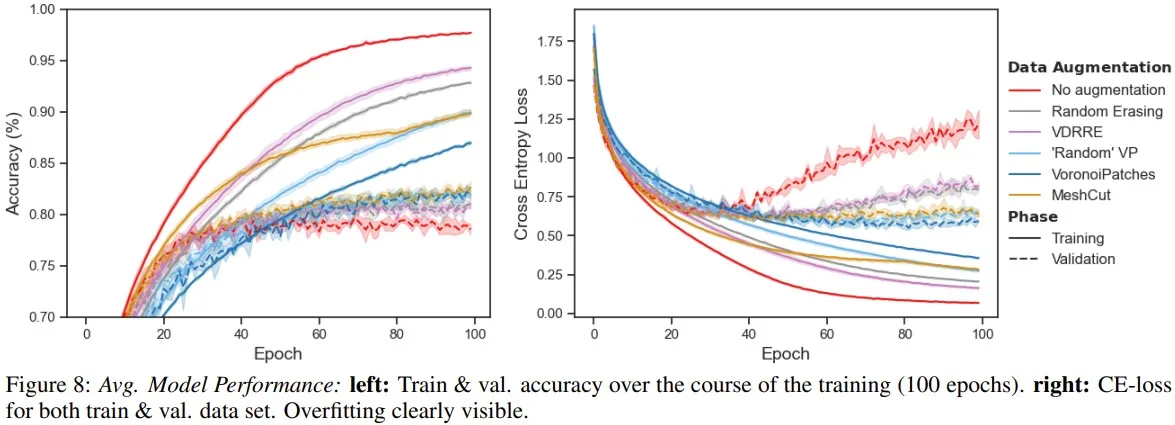 1.00
0.95
0.90
0.85
0.80
0.75
0.70
Accuracy (%)
0 20 40 60 80 100
Epoch
1.75
1.50
1.25
1.00
0.75
0.50
0.25
0.00
Cross Entropy Loss
0 20 40 60 80 100
Epoch
Data Augmentation
No augmentation
Random Erasing
VDRRE
'Random' VP
VoronoiPatches
MeshCut
Phase
Training
Validation
Figure 8: Avg. Model Performance: left: Train & val. accuracy over the course of the training (100 epochs). right: CE-loss
for both train & val. data set. Overfitting clearly visible.